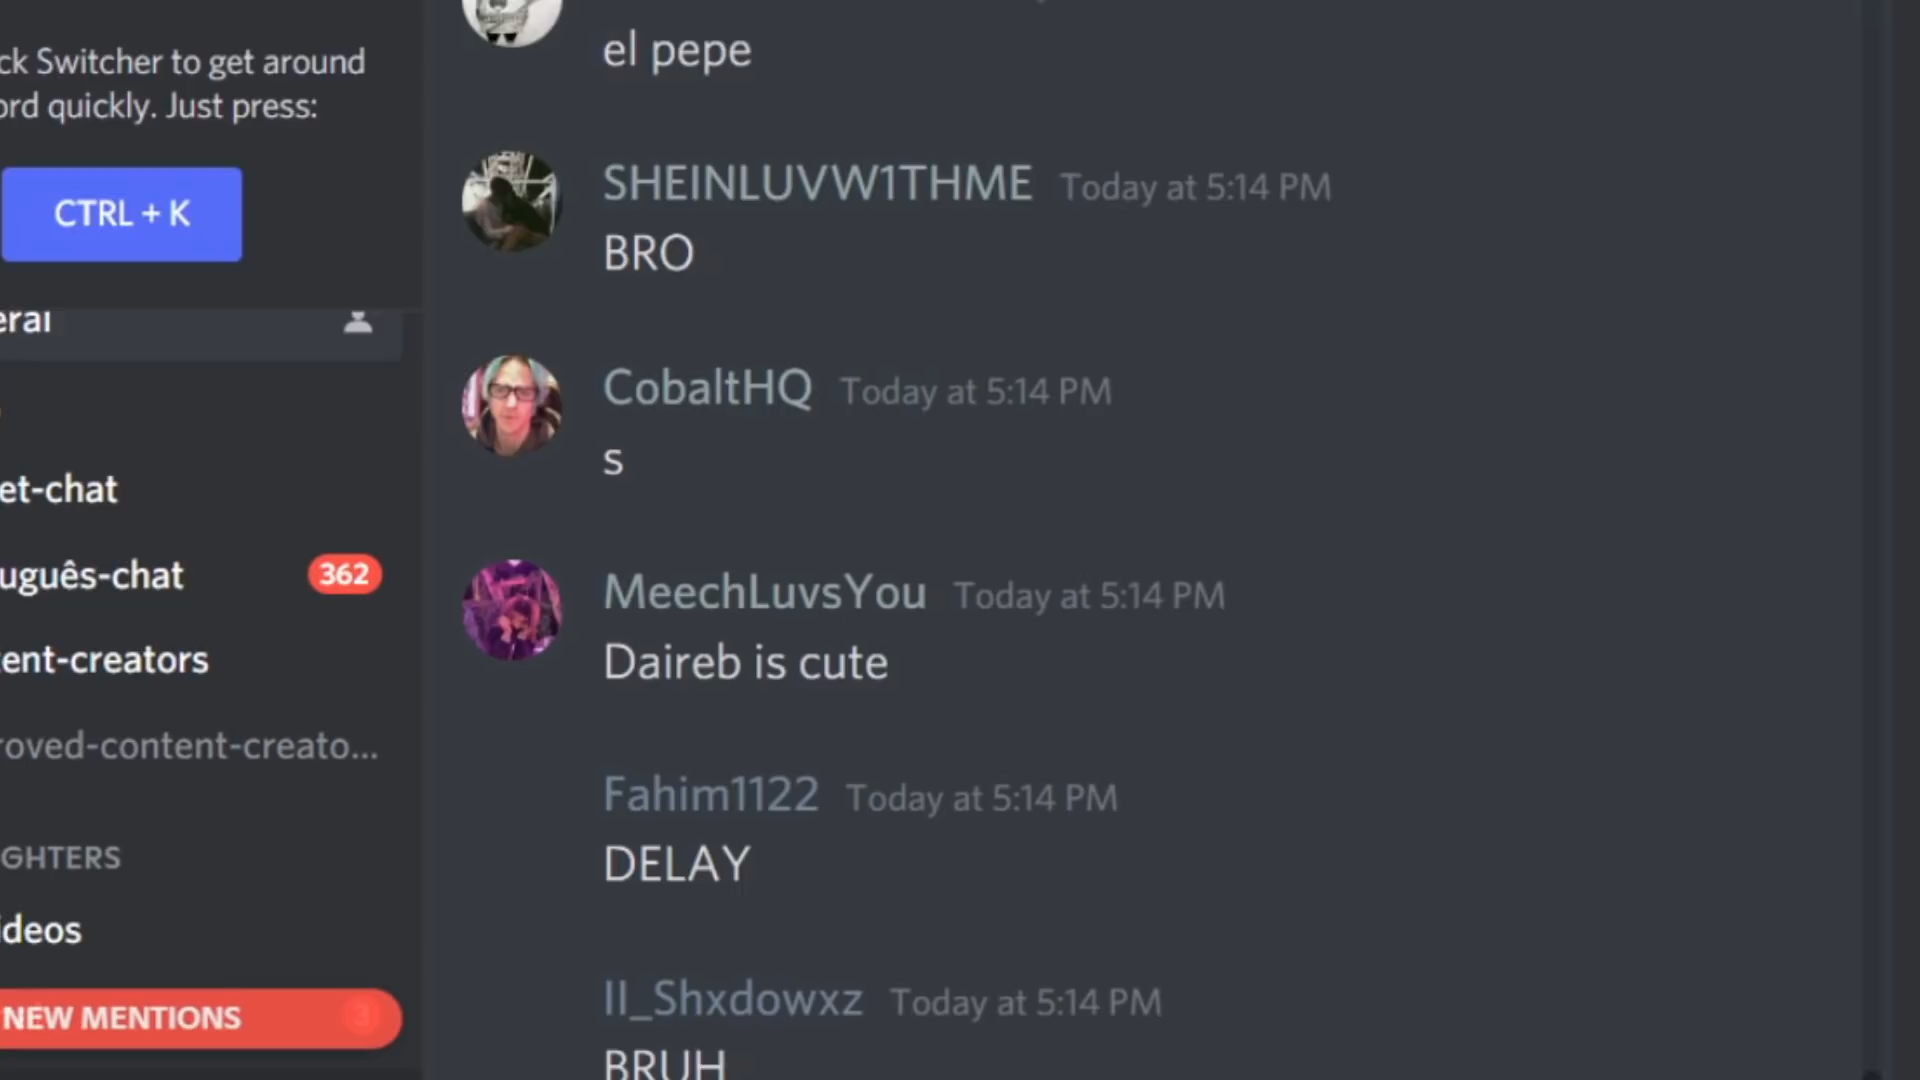 ck Switcher to get around
ord quickly. Just press:
CTRL + K
eral
et-chat
uguês-chat
362
tent-creators
roved-content-creato...
GHTERS
ideos
NEW MENTIONS
3
el pepe
SHEINLUVW1THME Today at 5:14 PM
BRO
CobaltHQ Today at 5:14 PM
s
MeechLuvsYou Today at 5:14 PM
Daireb is cute
Fahim1122 Today at 5:14 PM
DELAY
II_Shxdowxz Today at 5:14 PM
BRUH